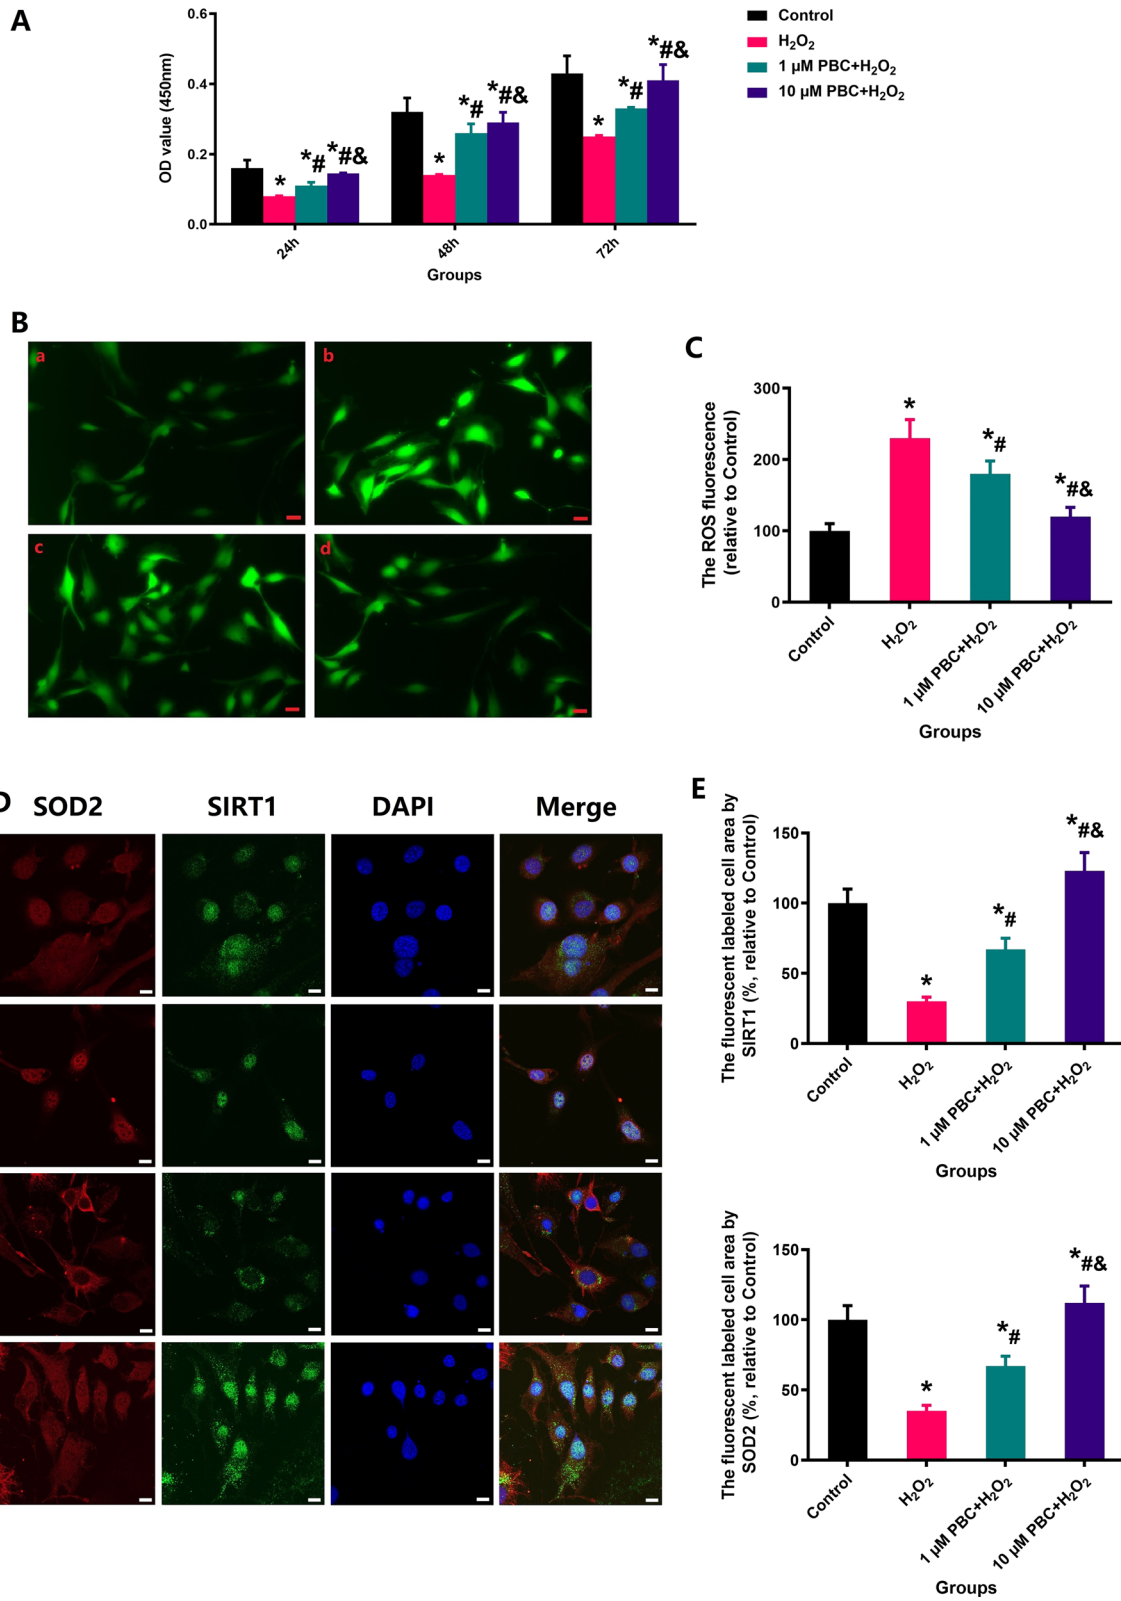 A
0.6
0.4
0.2
0.0
OD value (450nm)
*
*#
*#&
*
*#
*#&
*
*#
*#&
24h
48h
72h
Groups
Control
H₂O₂
1 μM PBC+H₂O₂
10 μM PBC+H₂O₂
B
a
b
c
d
C
The ROS fluorescence
(relative to Control)
300
200
100
0
*
*#
*#&
Control
H₂O₂
1 μM PBC+H₂O₂
10 μM PBC+H₂O₂
Groups
D
SOD2
SIRT1
DAPI
Merge
E
The fluorescent labeled cell area by
SIRT1 (%, relative to Control)
150
100
50
0
*
*#
*#&
Control
H₂O₂
1 μM PBC+H₂O₂
10 μM PBC+H₂O₂
Groups
The fluorescent labeled cell area by
SOD2 (%, relative to Control)
150
100
50
0
*
*#
*#&
Control
H₂O₂
1 μM PBC+H₂O₂
10 μM PBC+H₂O₂
Groups